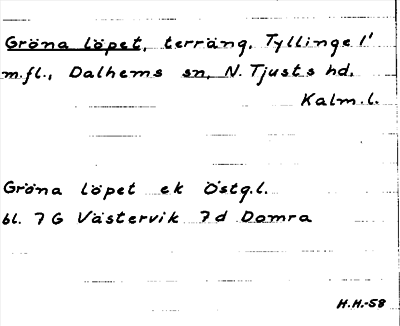 Gröna löpet, terräng, Tyllinge 1'
m.fl., Dalhems sn, N. Tjusts hd,
Kalm.l.
Gröna löpet ek Östg.l.
bl. 7 G Västervik 7 d Domra
H.H.-58